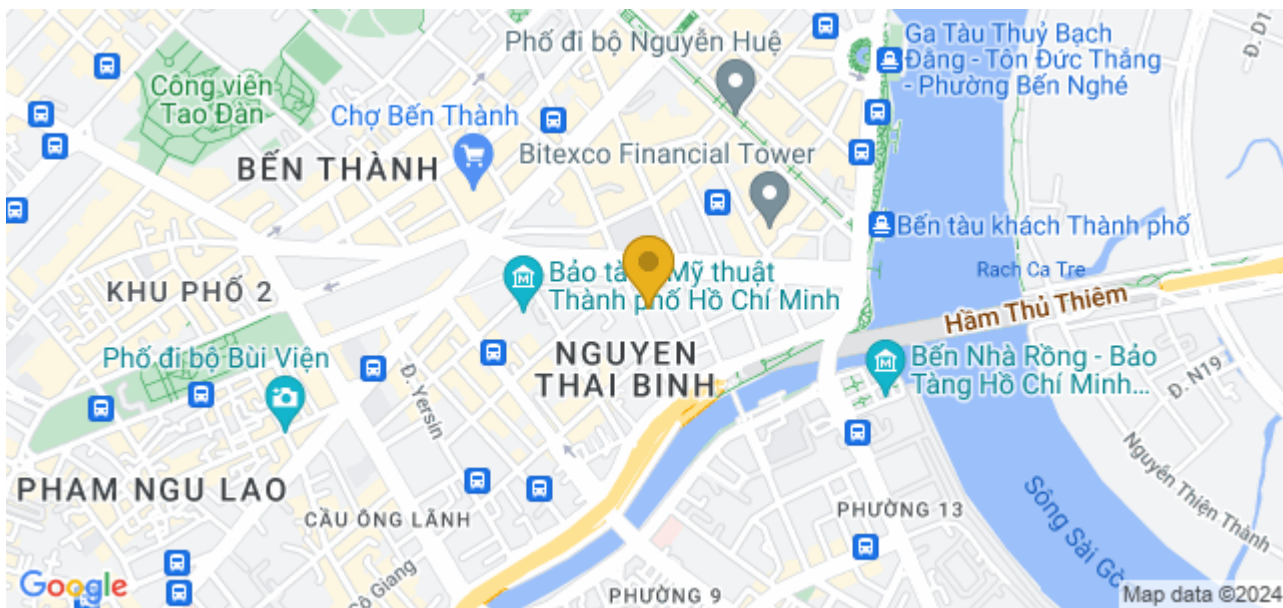 Phố đi bộ Nguyễn Huệ
Ga Tàu Thuỷ Bạch
Đằng - Tôn Đức Thắng
- Phường Bến Nghé
Công viên
Tao Đàn
Chợ Bến Thành
BẾN THÀNH
Bitexco Financial Tower
Bến tàu khách Thành phố
Rach Ca Tre
Bảo Mỹ thuật
Thành phố Hồ Chí Minh
KHU PHỐ 2
Hầm Thủ Thiêm
Phố đi bộ Bùi Viện
NGUYEN
THAI BINH
Bến Nhà Rồng - Bảo
Tàng Hồ Chí Minh...
Đ. Yersin
Đ. N19
Đ. D1
Nguyễn Thiện Thành
PHAM NGU LAO
CẦU ÔNG LÃNH
PHƯỜNG 13
Sông Sài
Cô Giang
PHƯỜNG 9
Google
Map data ©2024